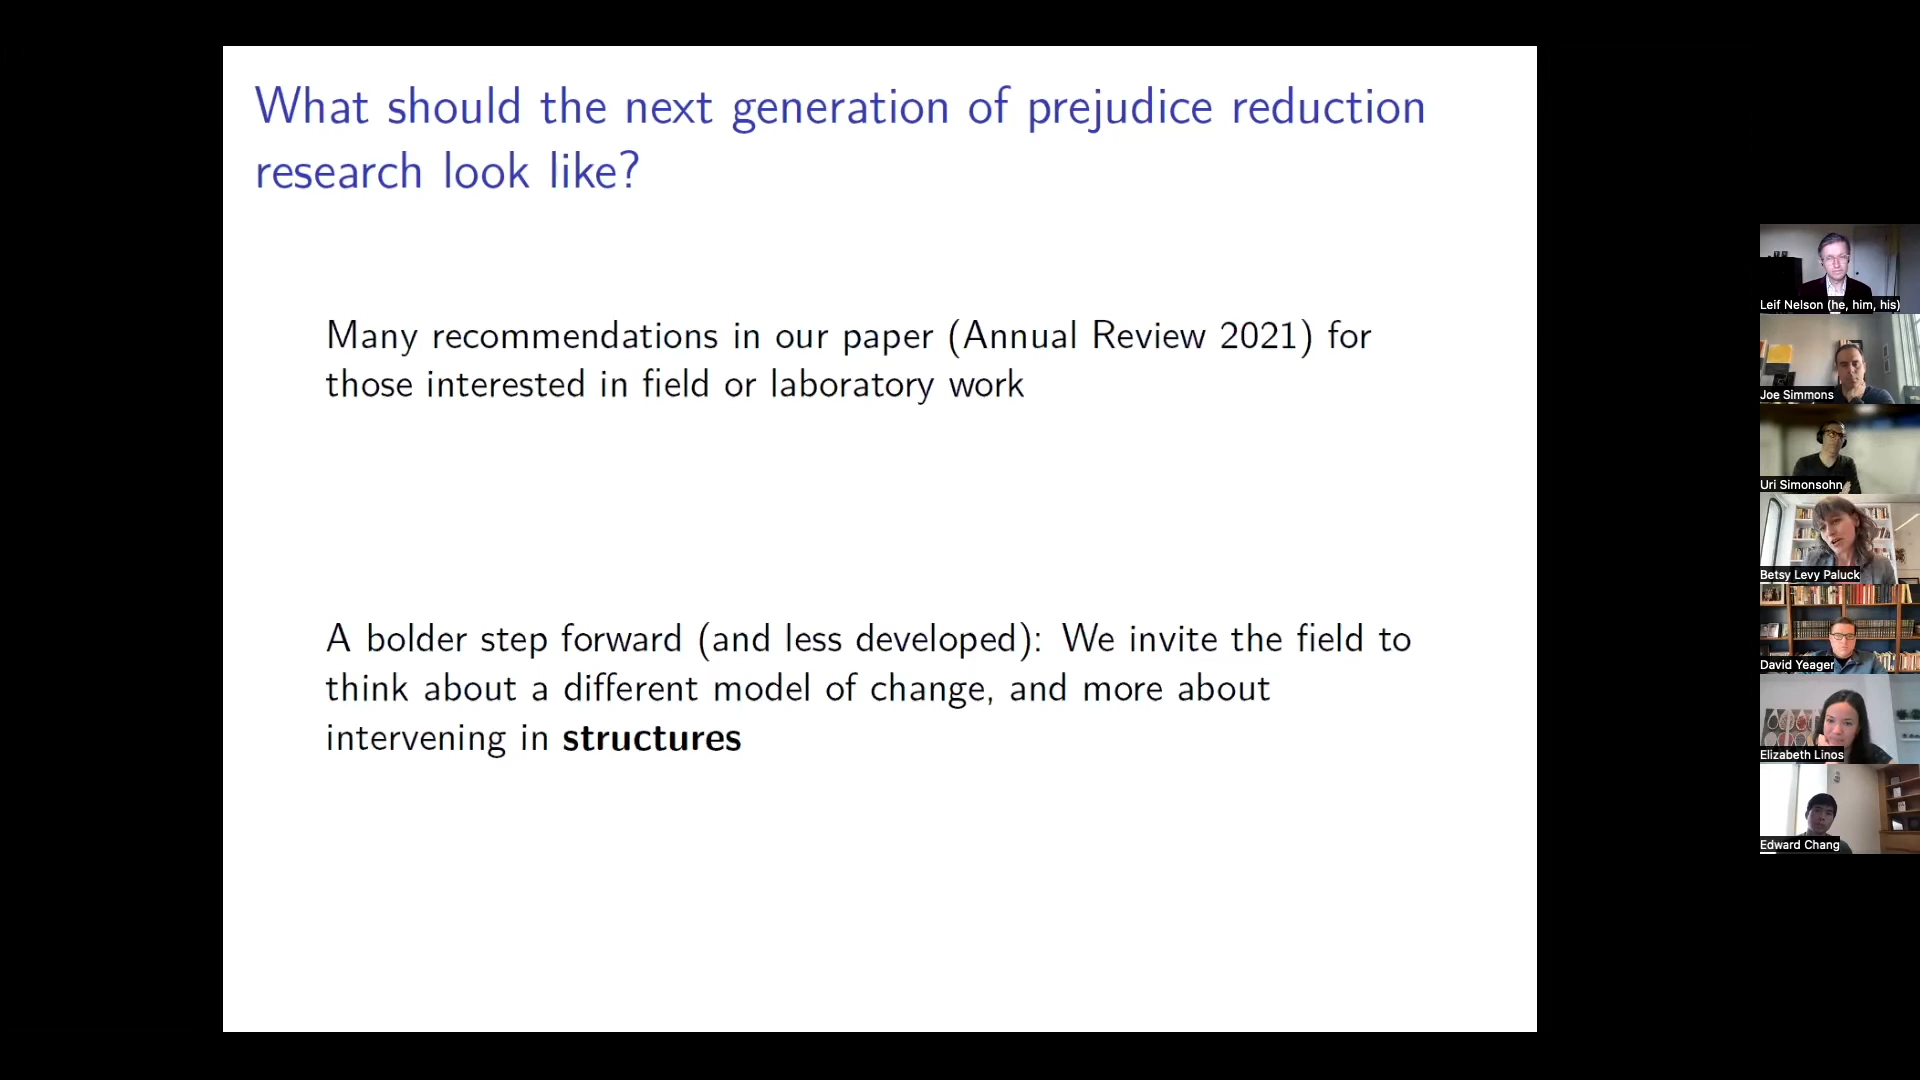 What should the next generation of prejudice reduction
research look like?
Many recommendations in our paper (Annual Review 2021) for
those interested in field or laboratory work
A bolder step forward (and less developed): We invite the field to
think about a different model of change, and more about
intervening in structures
Leif Nelson (he, him, his)
Joe Simmons
Uri Simonsohn
Betsy Levy Paluck
David Yeager
Elizabeth Linos
Edward Chang